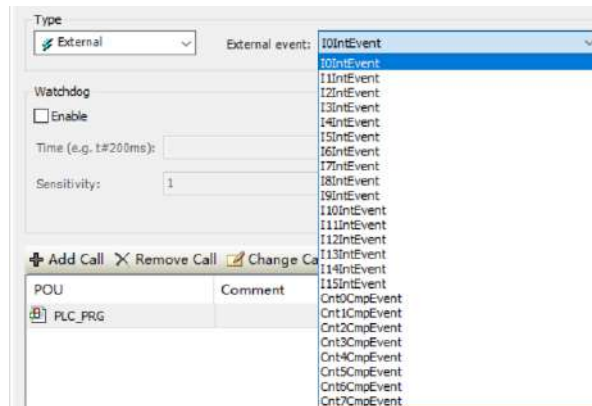 Type
External
External event:
I0IntEvent
I0IntEvent
I1IntEvent
I2IntEvent
I3IntEvent
I4IntEvent
I5IntEvent
I6IntEvent
I7IntEvent
I8IntEvent
I9IntEvent
I10IntEvent
I11IntEvent
I12IntEvent
I13IntEvent
I14IntEvent
I15IntEvent
Cnt0CmpEvent
Cnt1CmpEvent
Cnt2CmpEvent
Cnt3CmpEvent
Cnt4CmpEvent
Cnt5CmpEvent
Cnt6CmpEvent
Cnt7CmpEvent
Watchdog
Enable
Time (e.g. t#200ms):
Sensitivity:
1
Add Call
Remove Call
Change Ca
POU
Comment
PLC_PRG